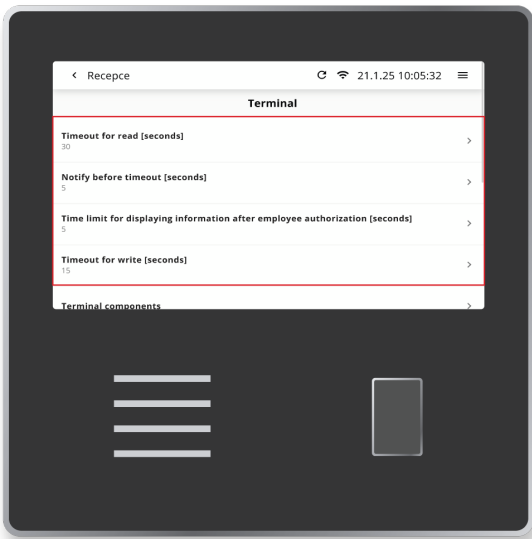 Recepce 21.1.25 10:05:32
Terminal
Timeout for read [seconds]
30
Notify before timeout [seconds]
5
Time limit for displaying information after employee authorization [seconds]
5
Timeout for write [seconds]
15
Terminal components